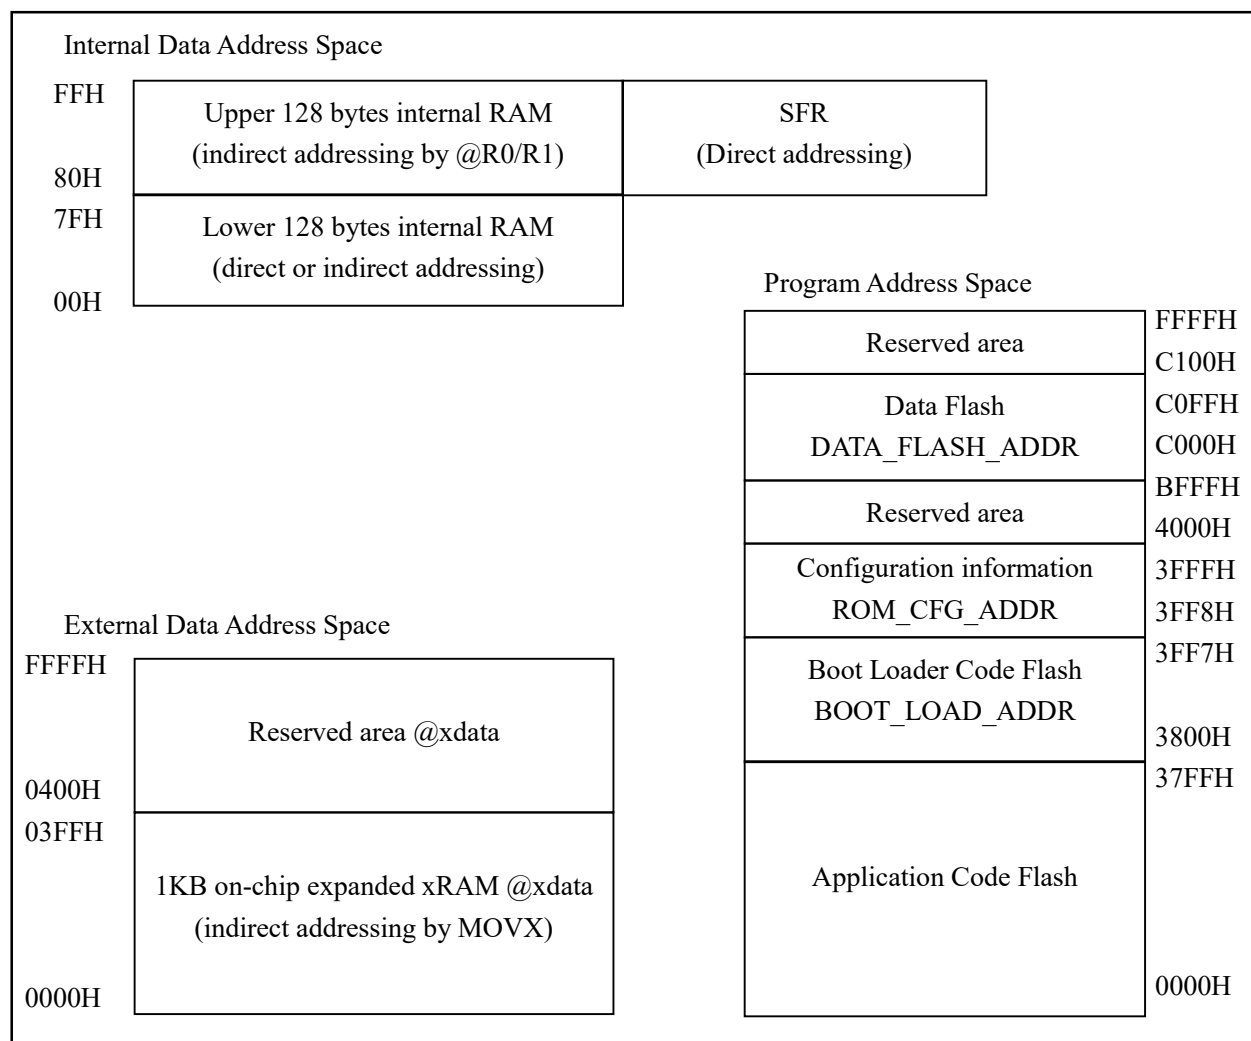 Internal Data Address Space
FFH
Upper 128 bytes internal RAM
(indirect addressing by @R0/R1)
80H
SFR
(Direct addressing)
7FH
Lower 128 bytes internal RAM
(direct or indirect addressing)
00H
Program Address Space
Reserved area
FFFFH
C100H
Data Flash
DATA_FLASH_ADDR
C0FFH
C000H
Reserved area
BFFFH
4000H
Configuration information
ROM_CFG_ADDR
3FFFH
3FF8H
Boot Loader Code Flash
BOOT_LOAD_ADDR
3FF7H
3800H
Application Code Flash
37FFH
0000H
External Data Address Space
FFFFH
Reserved area @xdata
0400H
03FFH
1KB on-chip expanded xRAM @xdata
(indirect addressing by MOVX)
0000H